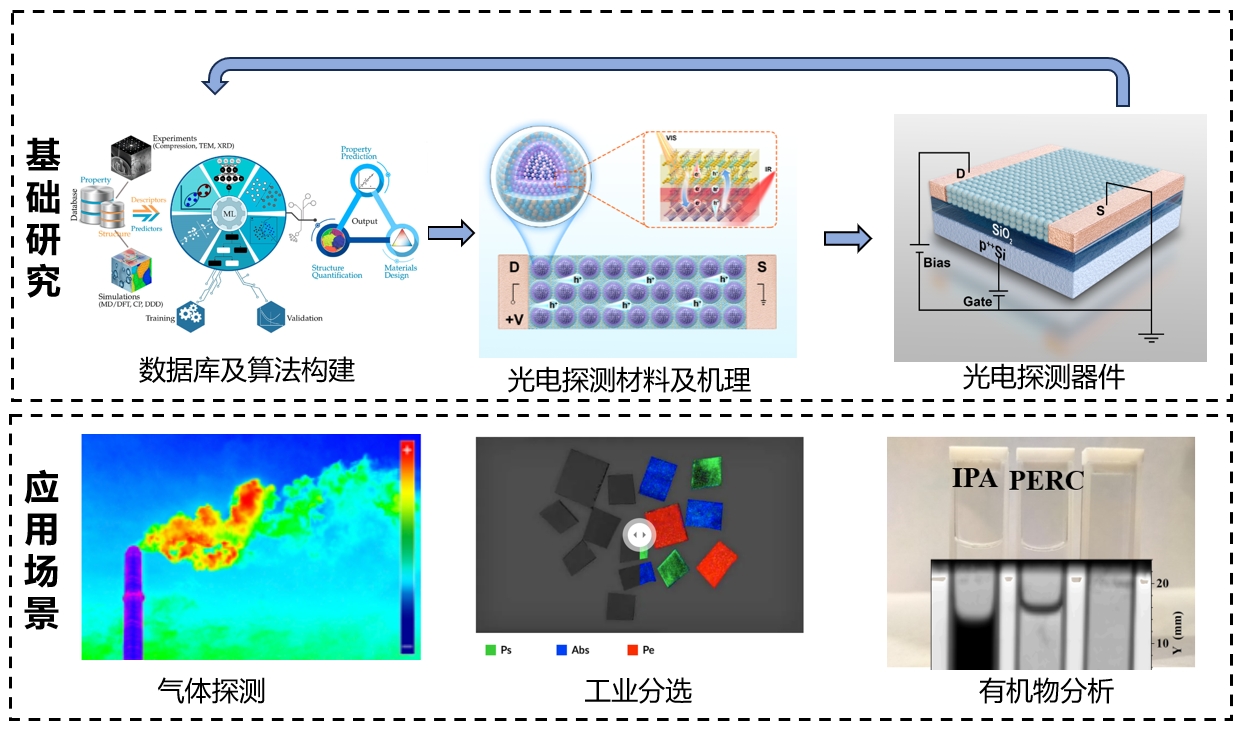 基础研究
Experiments
(Compression, TEM, XRD)
Property
Database
Structure
Descriptors
Predictors
Simulations
(MD/DFT, CP, DDD)
ML
Training
Validation
Property
Prediction
Output
Structure
Quantification
Materials
Design
数据库及算法构建
VIS
IR
e-
h+
e-
h+
D
S
h+
h+
h+
h+
h+
+V
光电探测材料及机理
D
S
SiO2
p++Si
Bias
Gate
光电探测器件
应用场景
+
-
气体探测
Ps
Abs
Pe
工业分选
IPA
PERC
20
10
Y (mm)
有机物分析